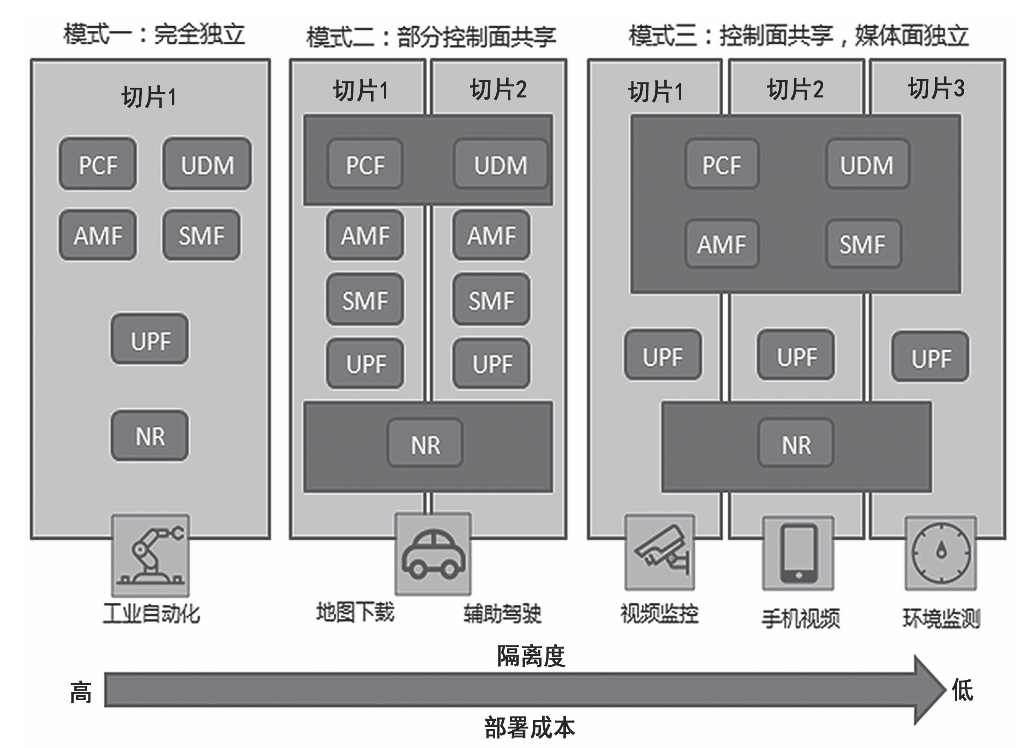 模式一：完全独立
模式二：部分控制面共享
模式三：控制面共享，媒体面独立
切片1
切片1
切片2
切片1
切片2
切片3
PCF
UDM
AMF
SMF
UPF
NR
PCF
UDM
AMF
AMF
SMF
SMF
UPF
UPF
NR
PCF
UDM
AMF
SMF
UPF
UPF
UPF
NR
工业自动化
地图下载
辅助驾驶
视频监控
手机视频
环境监测
隔离度
高
低
部署成本